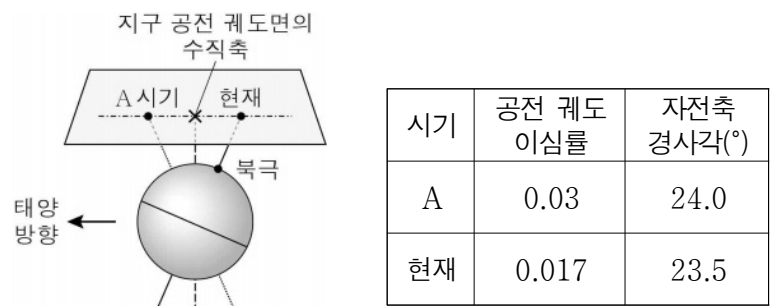 지구 공전 궤도면의
수직축
A 시기
현재
북극
태양
방향
시기
공전 궤도
이심률
자전축
경사각(°)
A
0.03
24.0
현재
0.017
23.5